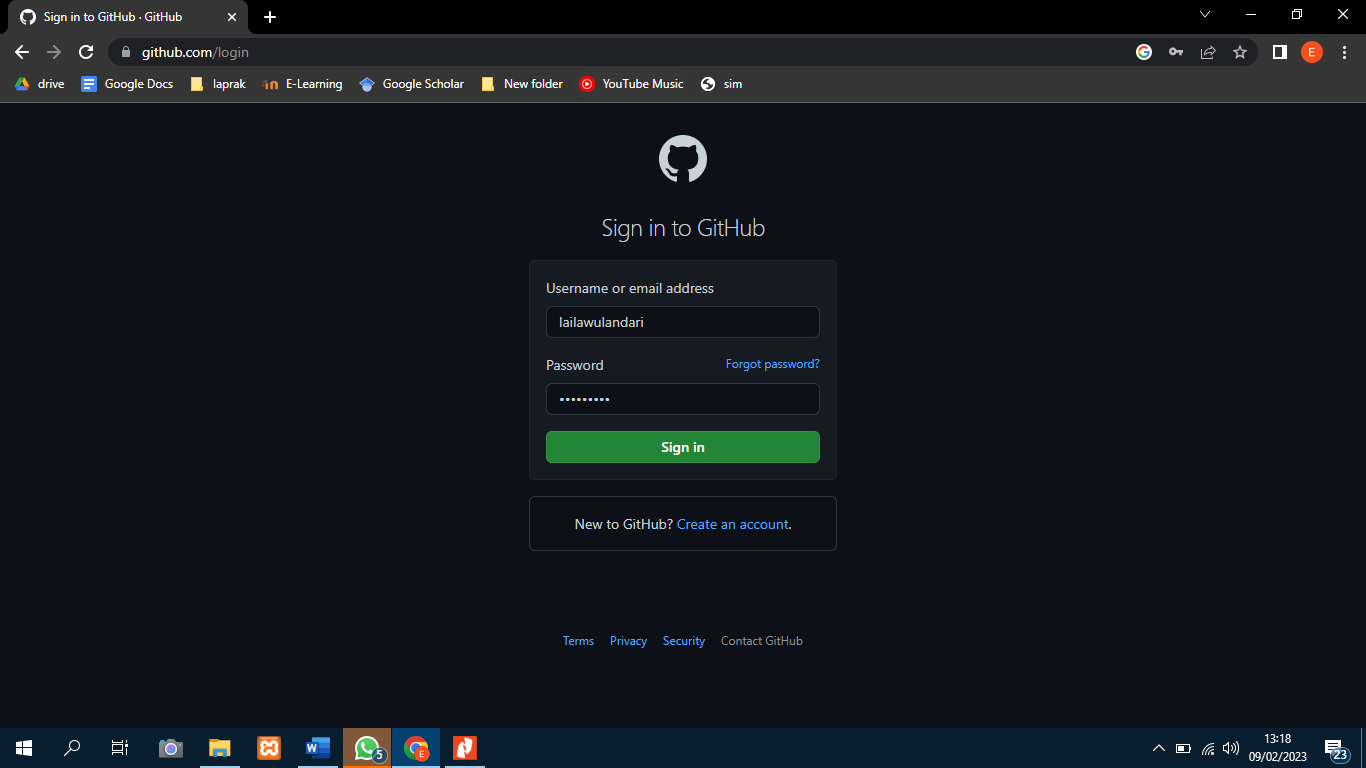 Sign in to GitHub · GitHub
github.com/login
E
drive
Google Docs
laprak
E-Learning
Google Scholar
New folder
YouTube Music
sim
Sign in to GitHub
Username or email address
lailawulandari
Password
Forgot password?
•••••••••
Sign in
New to GitHub? Create an account.
Terms
Privacy
Security
Contact GitHub
W
5
E
13:18
09/02/2023
23